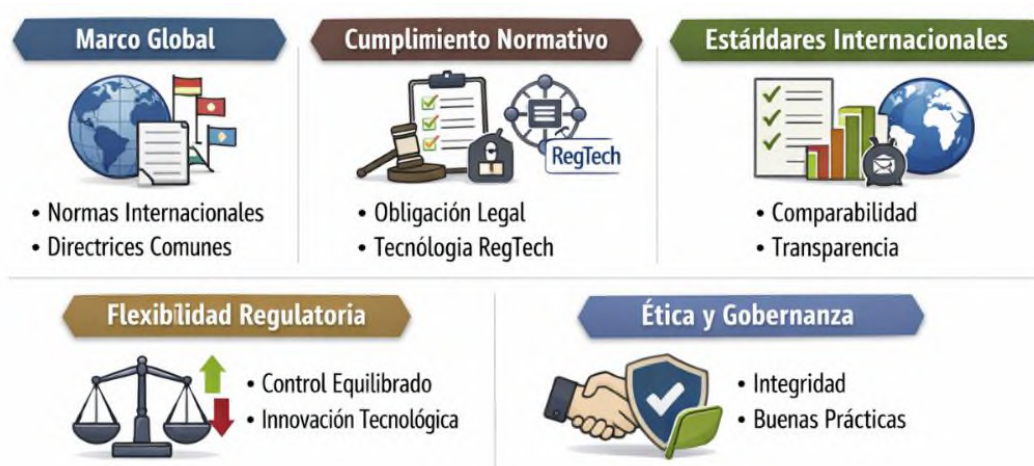 Marco Global
• Normas Internacionales
• Directrices Comunes
Cumplimiento Normativo
RegTech
• Obligación Legal
• Tecnólogia RegTech
Estáridares Internacionales
• Comparabilidad
• Transparencia
Flexibilidad Regulatoria
• Control Equilibrado
• Innovación Tecnológica
Ética y Gobernanza
• Integridad
• Buenas Prácticas